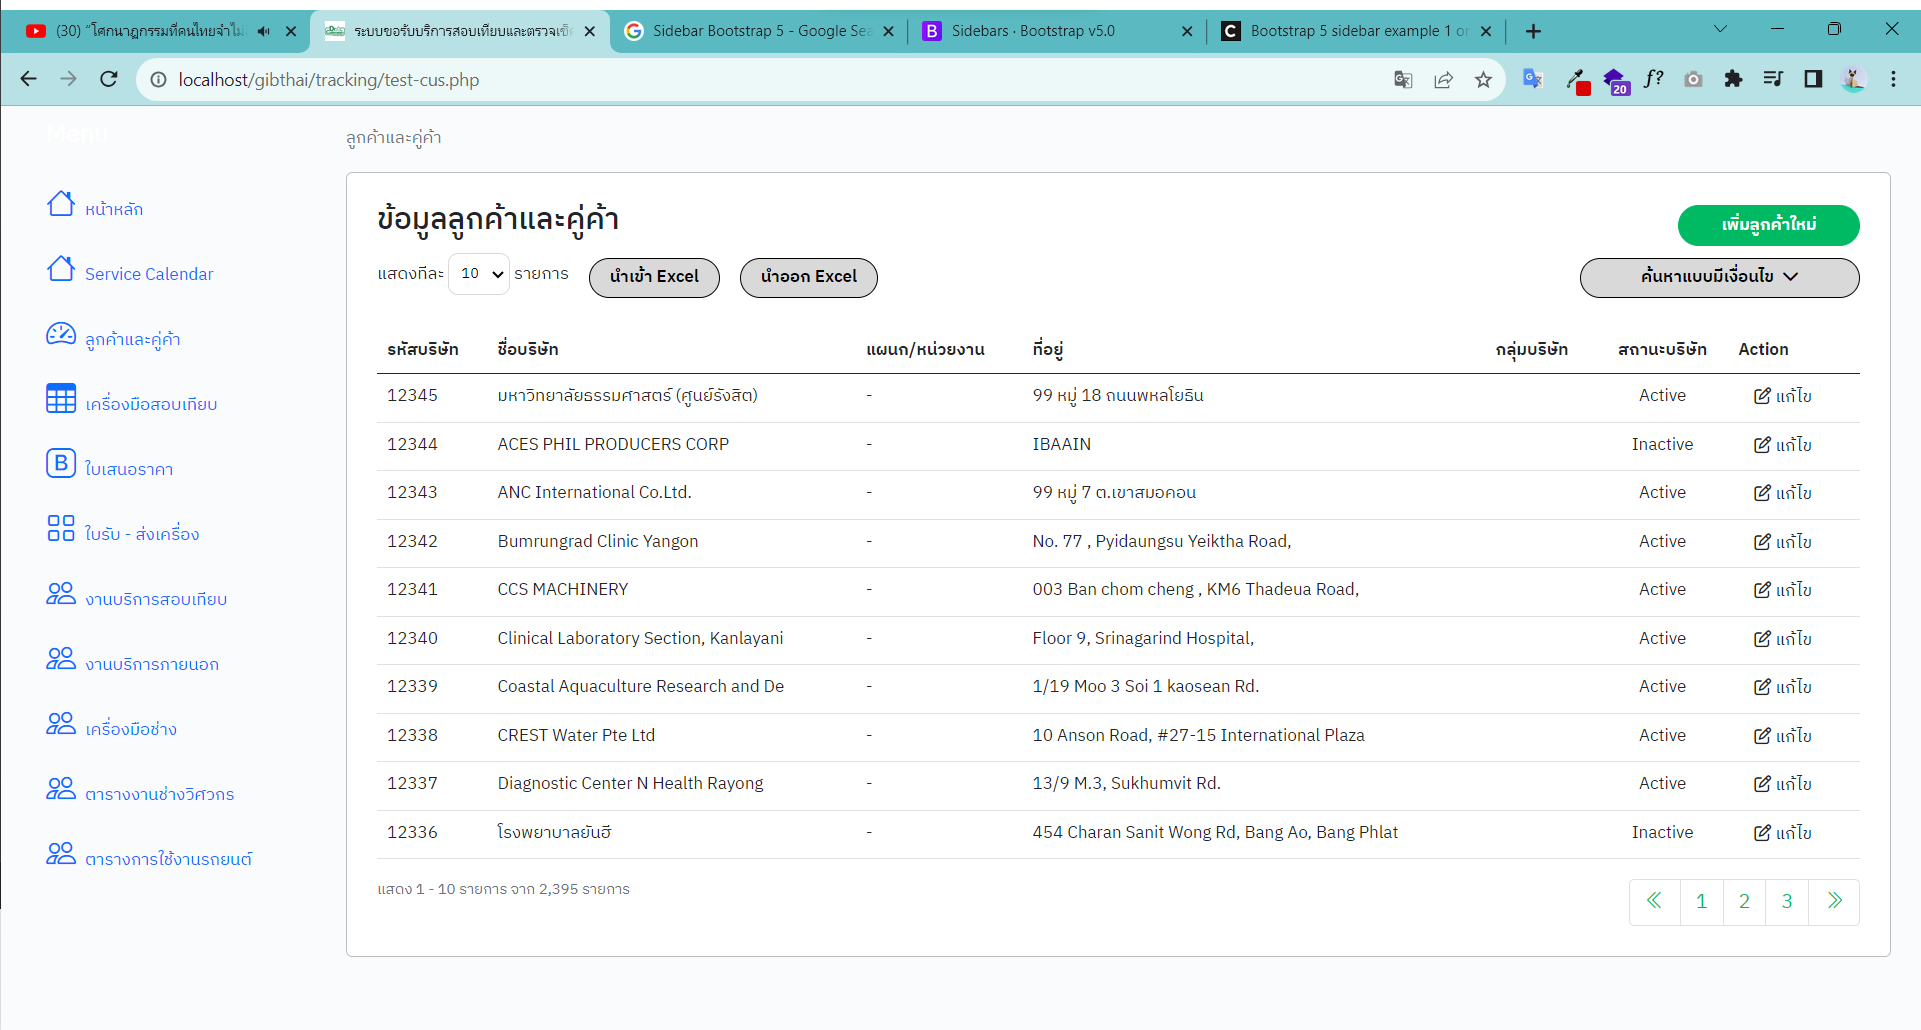 (30) “โศกนาฏกรรมที่คนไทยจำไม่
ระบบขอรับบริการสอบเทียบและตรวจเช็ค
Sidebar Bootstrap 5 - Google Sea
Sidebars · Bootstrap v5.0
Bootstrap 5 sidebar example 1 or
localhost/gibthai/tracking/test-cus.php
20
f?
Menu
หน้าหลัก
Service Calendar
ลูกค้าและคู่ค้า
เครื่องมือสอบเทียบ
ใบเสนอราคา
ใบรับ - ส่งเครื่อง
งานบริการสอบเทียบ
งานบริการภายนอก
เครื่องมือช่าง
ตารางงานช่างวิศวกร
ตารางการใช้งานรถยนต์
ลูกค้าและคู่ค้า
ข้อมูลลูกค้าและคู่ค้า
เพิ่มลูกค้าใหม่
แสดงทีละ 10 รายการ นำเข้า Excel นำออก Excel ค้นหาแบบมีเงื่อนไข
รหัสบริษัท ชื่อบริษัท แผนก/หน่วยงาน ที่อยู่ กลุ่มบริษัท สถานะบริษัท Action
12345 มหาวิทยาลัยธรรมศาสตร์ (ศูนย์รังสิต) - 99 หมู่ 18 ถนนพหลโยธิน Active แก้ไข
12344 ACES PHIL PRODUCERS CORP - IBAAIN Inactive แก้ไข
12343 ANC International Co.Ltd. - 99 หมู่ 7 ต.เขาสมอคอน Active แก้ไข
12342 Bumrungrad Clinic Yangon - No. 77 , Pyidaungsu Yeiktha Road, Active แก้ไข
12341 CCS MACHINERY - 003 Ban chom cheng , KM6 Thadeua Road, Active แก้ไข
12340 Clinical Laboratory Section, Kanlayani - Floor 9, Srinagarind Hospital, Active แก้ไข
12339 Coastal Aquaculture Research and De - 1/19 Moo 3 Soi 1 kaosean Rd. Active แก้ไข
12338 CREST Water Pte Ltd - 10 Anson Road, #27-15 International Plaza Active แก้ไข
12337 Diagnostic Center N Health Rayong - 13/9 M.3, Sukhumvit Rd. Active แก้ไข
12336 โรงพยาบาลยันฮี - 454 Charan Sanit Wong Rd, Bang Ao, Bang Phlat Inactive แก้ไข
แสดง 1 - 10 รายการ จาก 2,395 รายการ
« 1 2 3 »